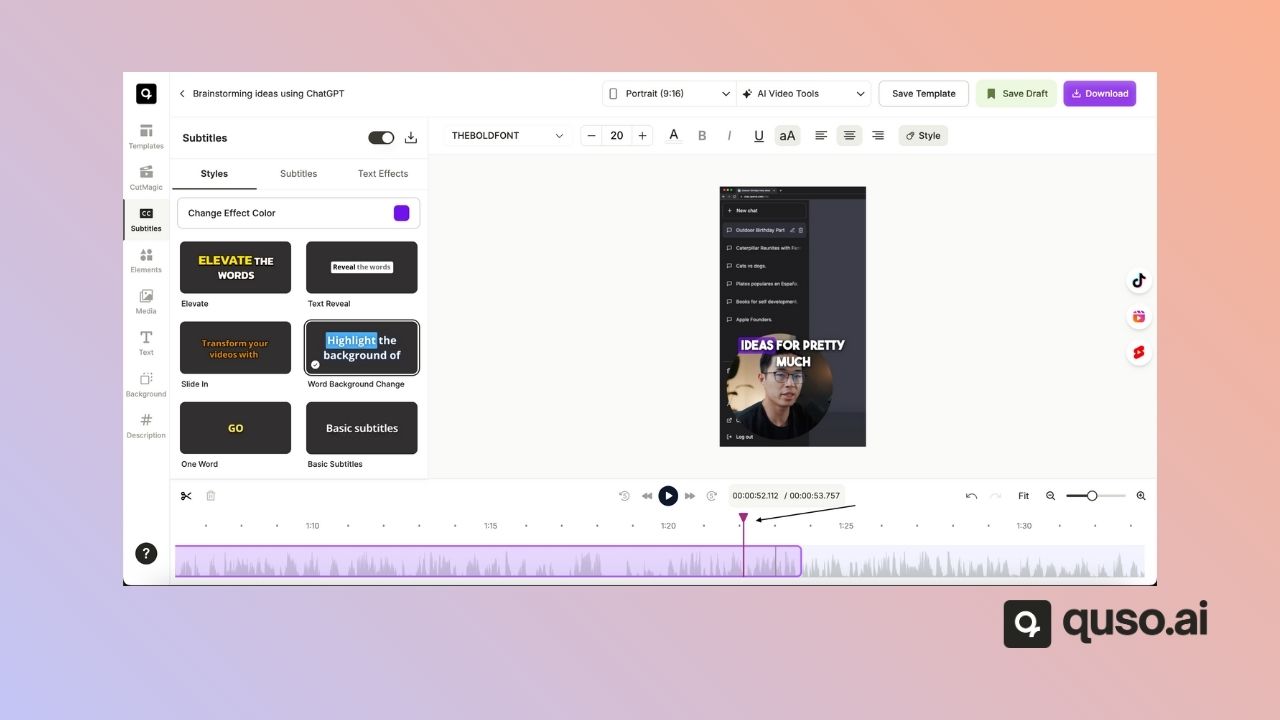 Brainstorming ideas using ChatGPT
Portrait (9:16)
AI Video Tools
Save Template
Save Draft
Download
Templates
CutMagic
CC
Subtitles
Elements
Media
Text
Background
Description
Subtitles
Styles
Subtitles
Text Effects
Change Effect Color
ELEVATE THE
WORDS
Elevate
Reveal the words
Text Reveal
Transform your
videos with
Slide In
Highlight the
background of
Word Background Change
GO
One Word
Basic subtitles
Basic Subtitles
THEBOLDFONT
20
A
B
I
U
aA
Style
New chat
Outdoor Birthday Part
Caterpillar Reunites with Fam
Cats vs dogs.
Platos populares en Españ
Books for self development.
Apple Founders.
IDEAS FOR PRETTY
MUCH
Log out
00:00:52.112 / 00:00:53.757
Fit
1:10
1:15
1:20
1:25
1:30
?
quso.ai